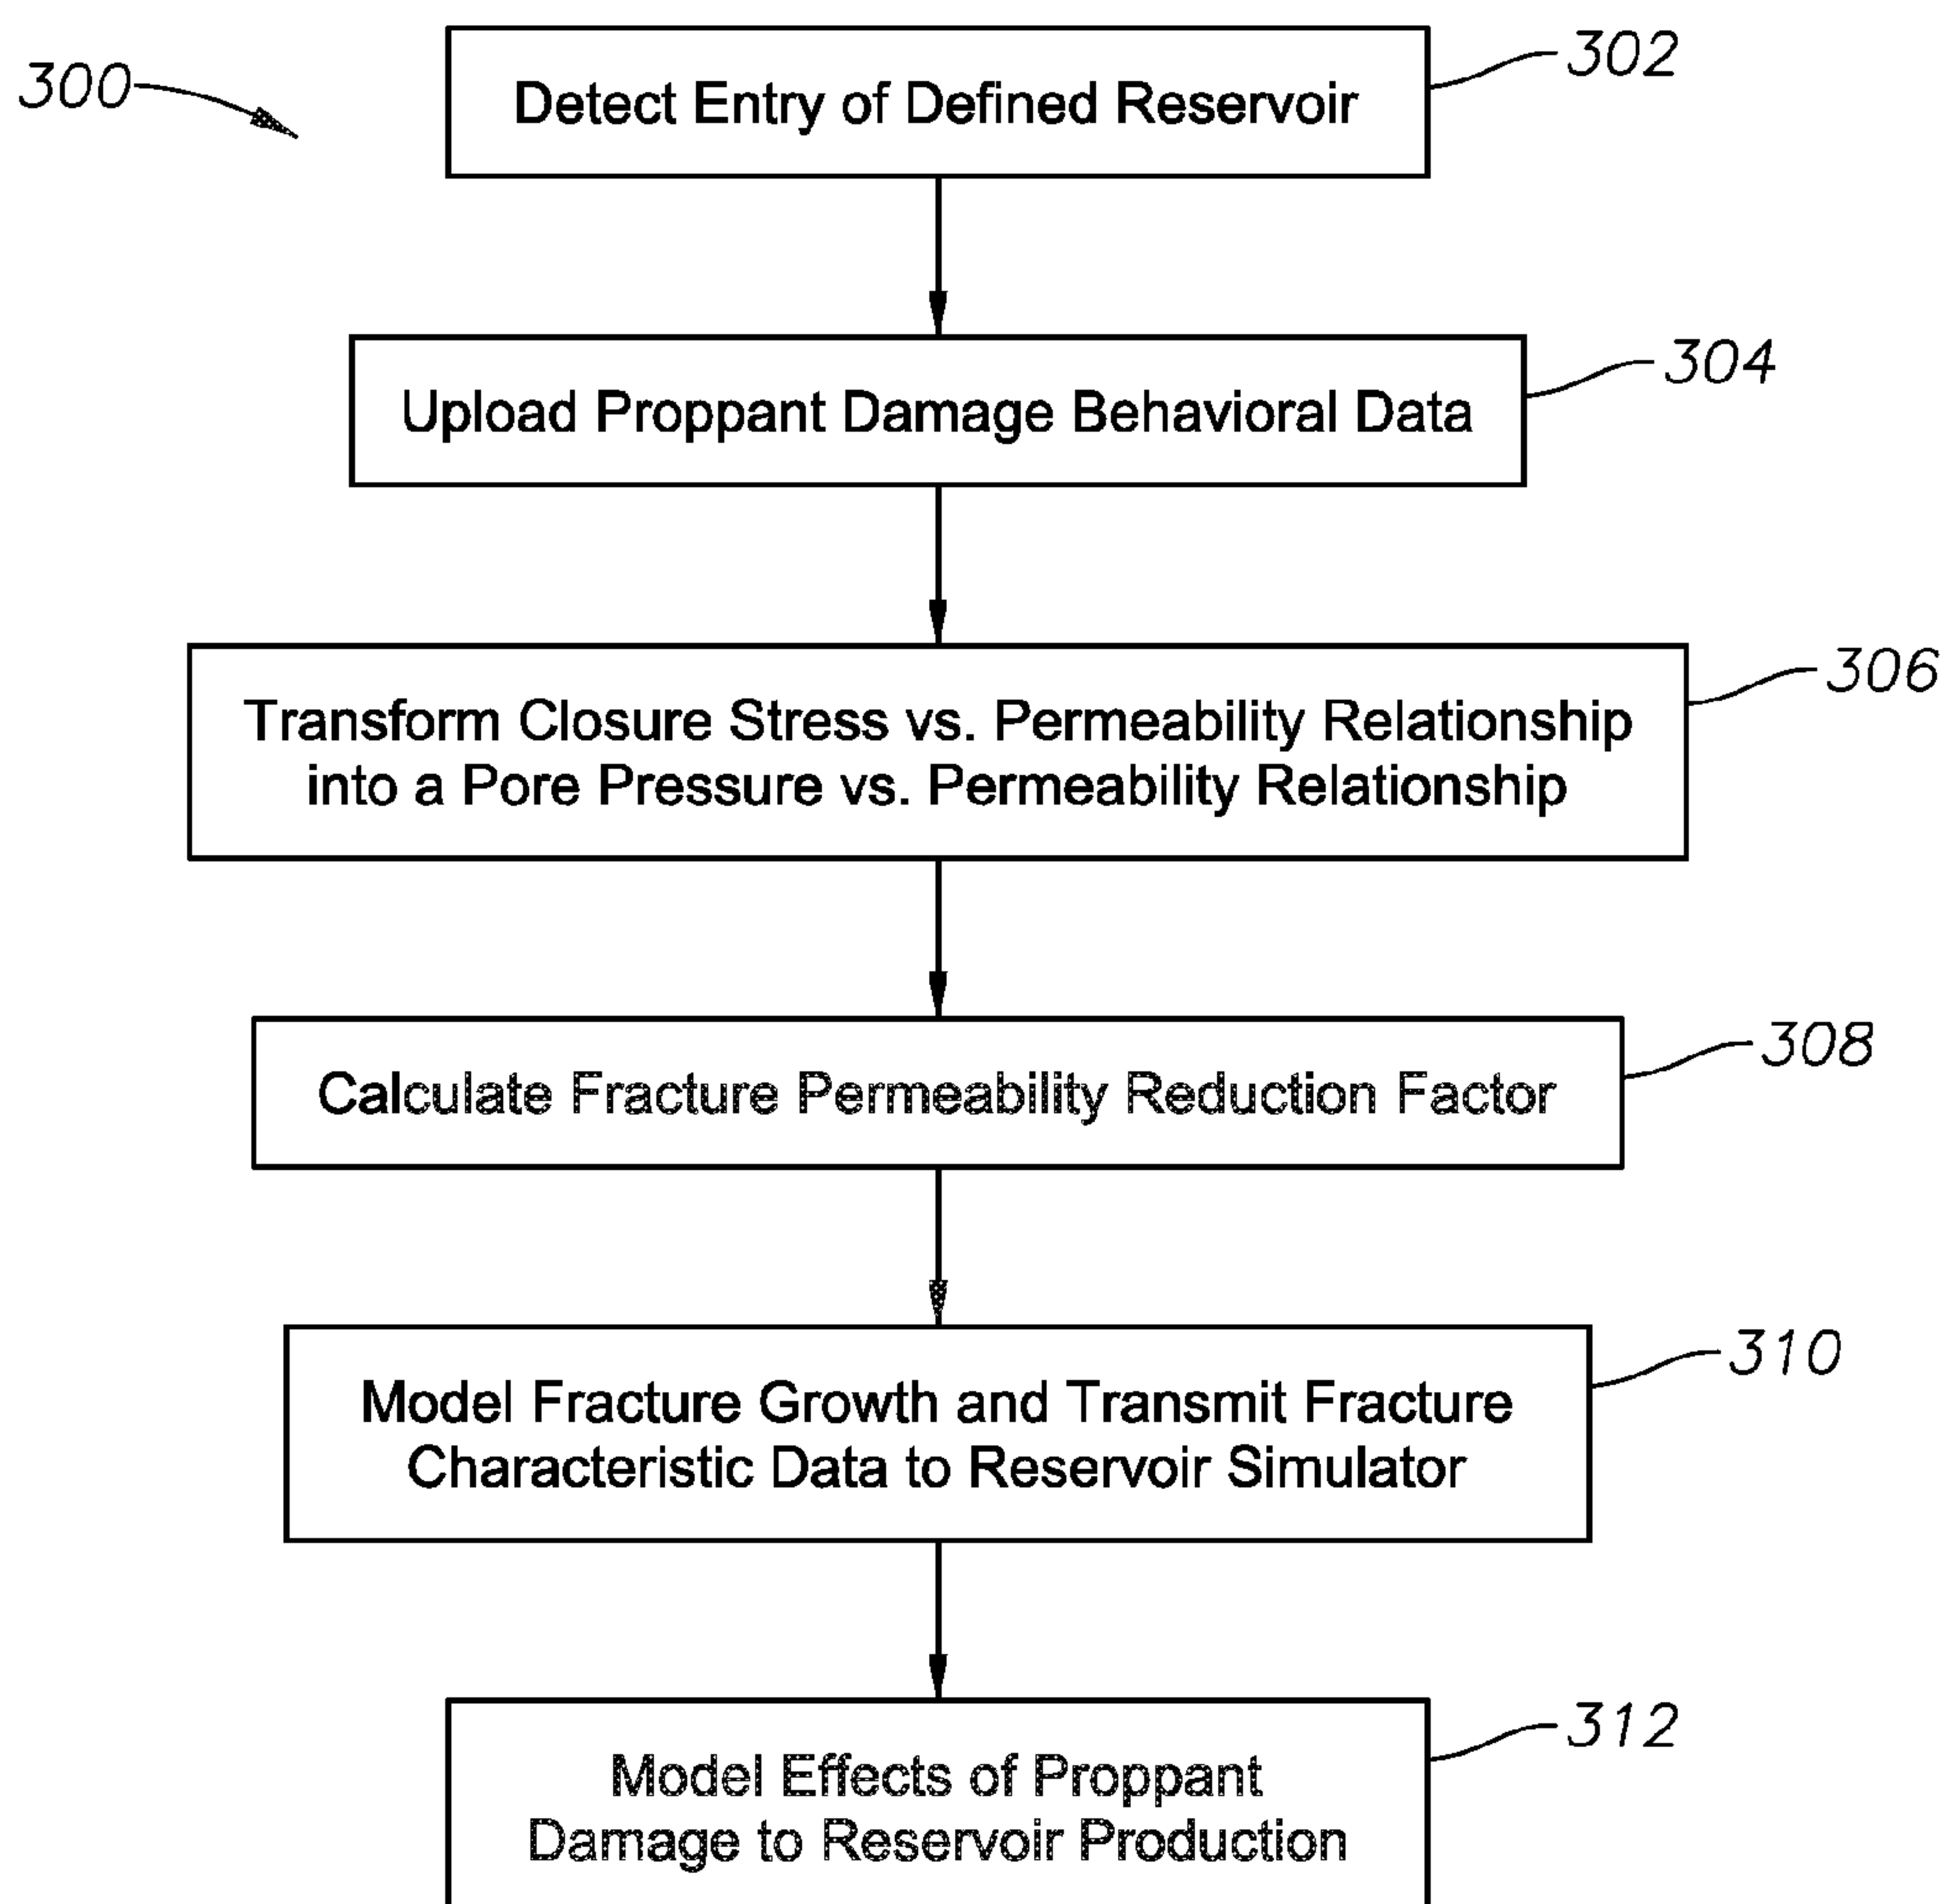 300
Detect Entry of Defined Reservoir
302
Upload Proppant Damage Behavioral Data
304
Transform Closure Stress vs. Permeability Relationship
into a Pore Pressure vs. Permeability Relationship
306
Calculate Fracture Permeability Reduction Factor
308
Model Fracture Growth and Transmit Fracture
Characteristic Data to Reservoir Simulator
310
Model Effects of Proppant
Damage to Reservoir Production
312